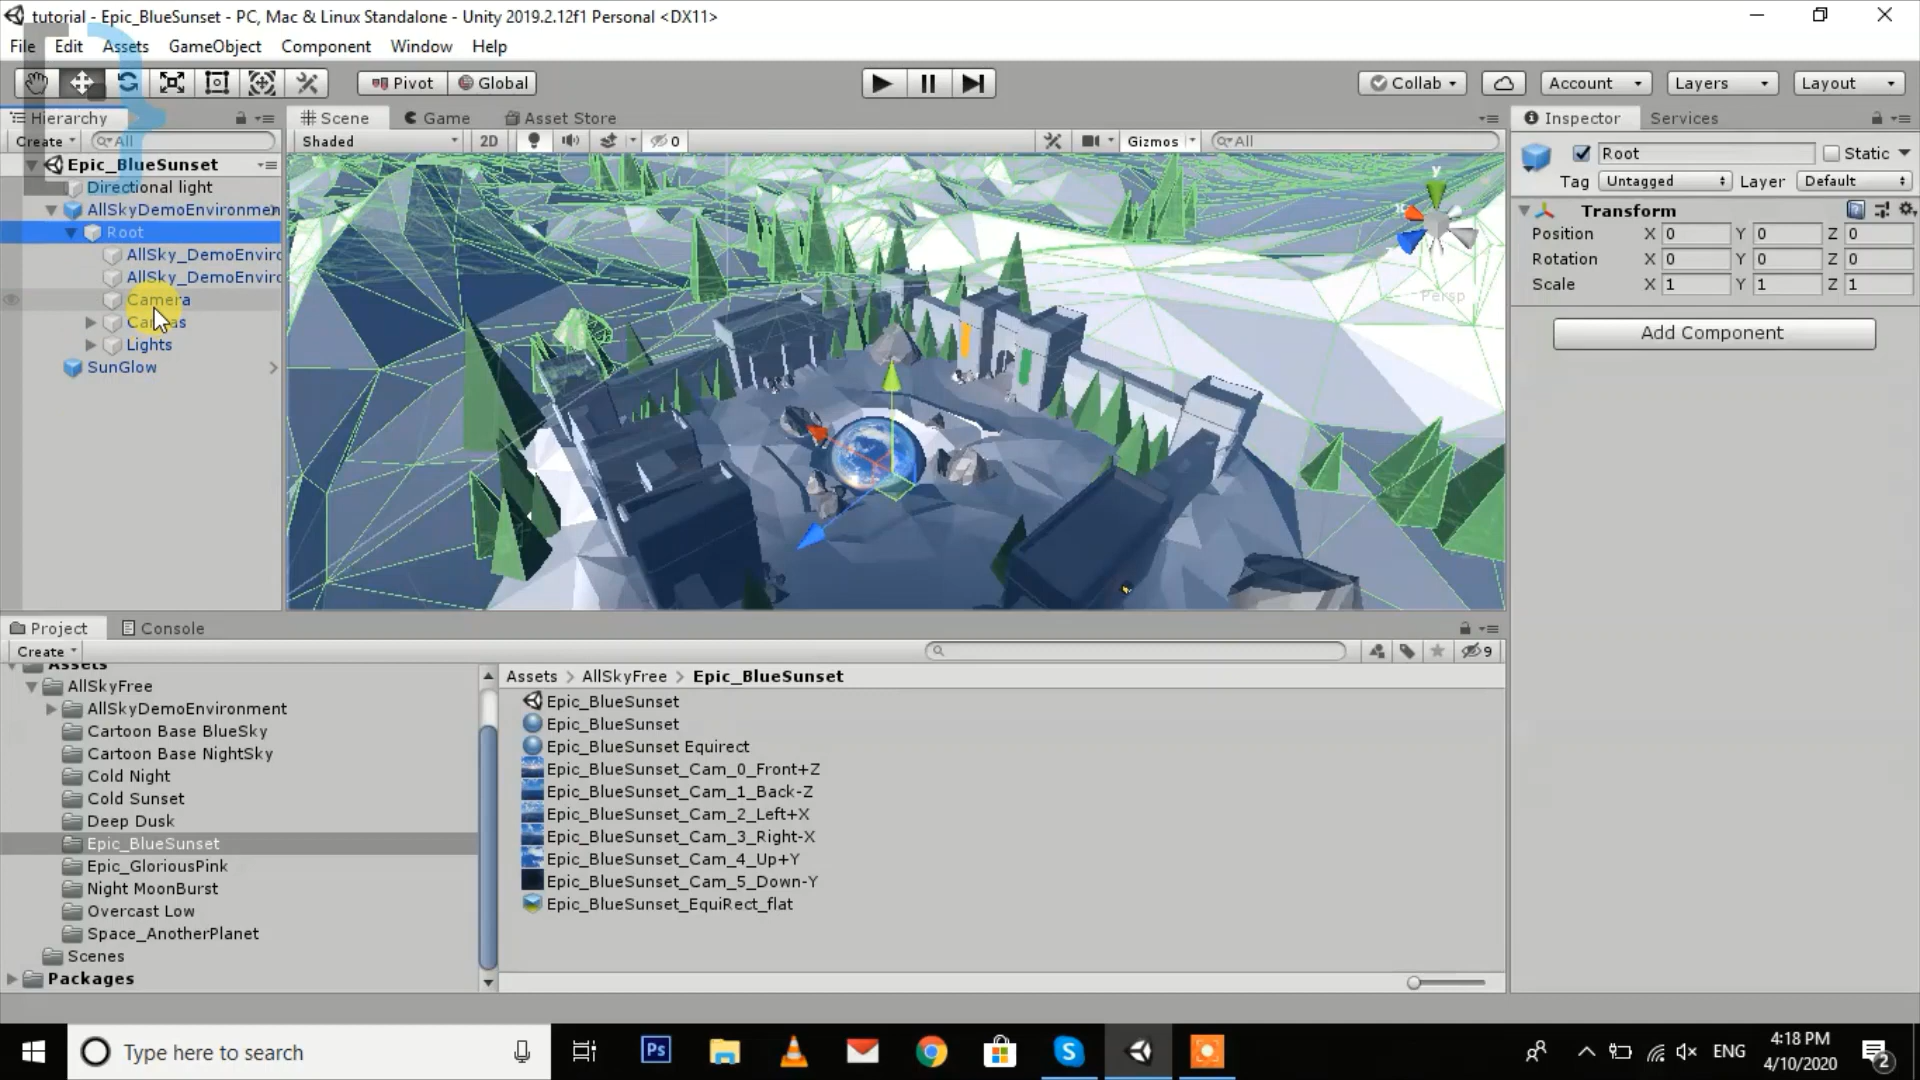 tutorial - Epic_BlueSunset - PC, Mac & Linux Standalone - Unity 2019.2.12f1 Personal <DX11>
File Edit Assets GameObject Component Window Help
Pivot Global Collab Account Layers Layout
Hierarchy Scene Game Asset Store Inspector Services
Create All Shaded 2D 0 Gizmos All
Epic_BlueSunset
Directional light
AllSkyDemoEnvironmen
Root
AllSky_DemoEnviro
AllSky_DemoEnviro
Camera
Canvas
Lights
SunGlow
y
Persp
Root Static
Tag Untagged Layer Default
Transform
Position X 0 Y 0 Z 0
Rotation X 0 Y 0 Z 0
Scale X 1 Y 1 Z 1
Add Component
Project Console
Create 9
Assets
AllSkyFree
AllSkyDemoEnvironment
Cartoon Base BlueSky
Cartoon Base NightSky
Cold Night
Cold Sunset
Deep Dusk
Epic_BlueSunset
Epic_GloriousPink
Night MoonBurst
Overcast Low
Space_AnotherPlanet
Scenes
Packages
Assets > AllSkyFree > Epic_BlueSunset
Epic_BlueSunset
Epic_BlueSunset
Epic_BlueSunset Equirect
Epic_BlueSunset_Cam_0_Front+Z
Epic_BlueSunset_Cam_1_Back-Z
Epic_BlueSunset_Cam_2_Left+X
Epic_BlueSunset_Cam_3_Right-X
Epic_BlueSunset_Cam_4_Up+Y
Epic_BlueSunset_Cam_5_Down-Y
Epic_BlueSunset_EquiRect_flat
Type here to search
Ps
S
ENG
4:18 PM
4/10/2020
2